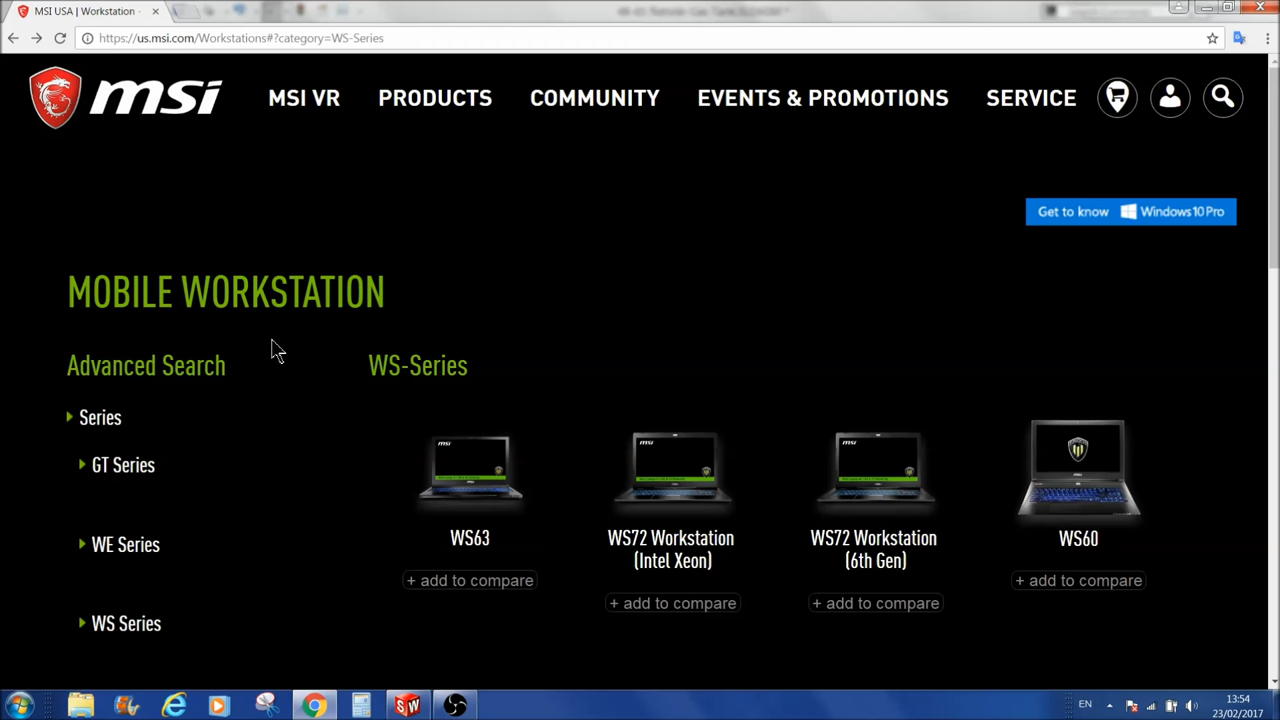 MSI USA | Workstation
https://us.msi.com/Workstations#?category=WS-Series
msi
MSI VR
PRODUCTS
COMMUNITY
EVENTS & PROMOTIONS
SERVICE
Get to know Windows 10 Pro
MOBILE WORKSTATION
Advanced Search
WS-Series
Series
GT Series
WE Series
WS Series
WS63
+ add to compare
WS72 Workstation
(Intel Xeon)
+ add to compare
WS72 Workstation
(6th Gen)
+ add to compare
WS60
+ add to compare
EN
13:54
23/02/2017